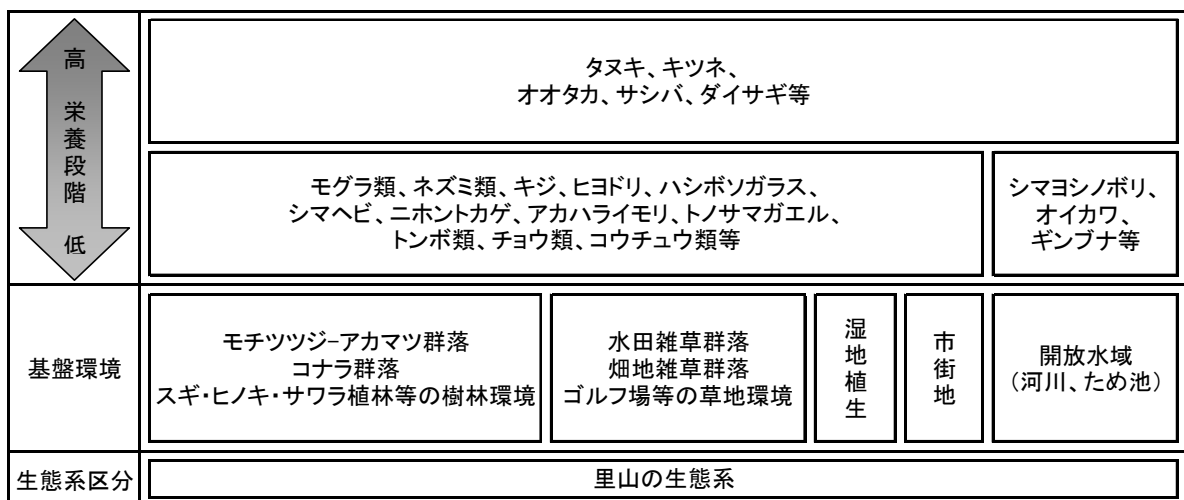 高 栄養段階 低
タヌキ、キツネ、
オオタカ、サシバ、ダイサギ等
モグラ類、ネズミ類、キジ、ヒヨドリ、ハシボソガラス、
シマヘビ、ニホントカゲ、アカハライモリ、トノサマガエル、
トンボ類、チョウ類、コウチュウ類等
シマヨシノボリ、
オイカワ、
ギンブナ等
基盤環境
モチツツジ−アカマツ群落
コナラ群落
スギ・ヒノキ・サワラ植林等の樹林環境
水田雑草群落
畑地雑草群落
ゴルフ場等の草地環境
湿地植生
市街地
開放水域
（河川、ため池）
生態系区分
里山の生態系